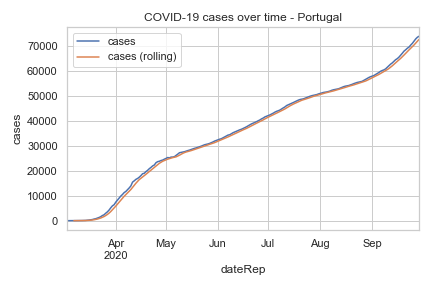 COVID-19 cases over time - Portugal
cases
cases (rolling)
70000
60000
50000
40000
30000
20000
10000
0
cases
Apr May Jun Jul Aug Sep
2020
dateRep